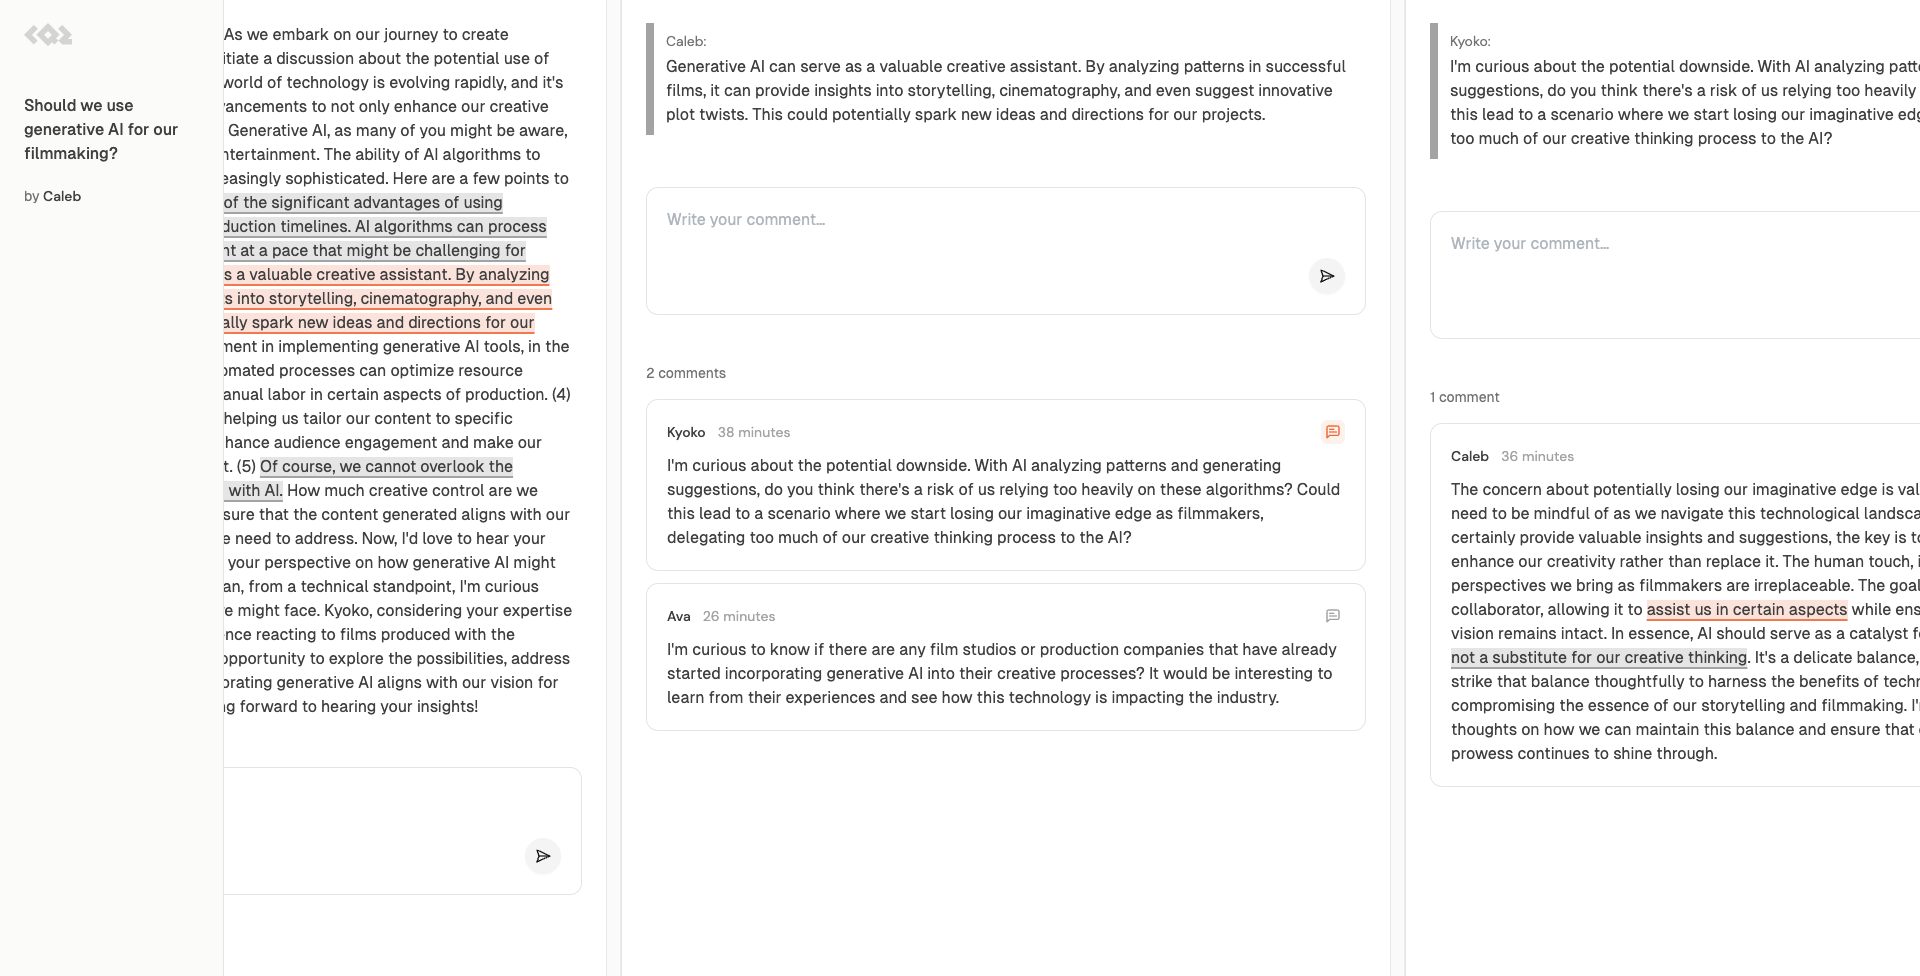 Should we use
generative AI for our
filmmaking?
by Caleb
As we embark on our journey to create
a discussion about the potential use of
world of technology is evolving rapidly, and it's
to not only enhance our creative
Generative AI, as many of you might be aware,
The ability of AI algorithms to
sophisticated. Here are a few points to
of the significant advantages of using
timelines. AI algorithms can process
at a pace that might be challenging for
a valuable creative assistant. By analyzing
into storytelling, cinematography, and even
spark new ideas and directions for our
in implementing generative AI tools, in the
processes can optimize resource
labor in certain aspects of production. (4)
helping us tailor our content to specific
audience engagement and make our
(5) Of course, we cannot overlook the
with AI. How much creative control are we
that the content generated aligns with our
need to address. Now, I'd love to hear your
your perspective on how generative AI might
from a technical standpoint, I'm curious
might face. Kyoko, considering your expertise
reacting to films produced with the
opportunity to explore the possibilities, address
generative AI aligns with our vision for
forward to hearing your insights!
Caleb:
Generative AI can serve as a valuable creative assistant. By analyzing patterns in successful
films, it can provide insights into storytelling, cinematography, and even suggest innovative
plot twists. This could potentially spark new ideas and directions for our projects.
Write your comment...
2 comments
Kyoko 38 minutes
I'm curious about the potential downside. With AI analyzing patterns and generating
suggestions, do you think there's a risk of us relying too heavily on these algorithms? Could
this lead to a scenario where we start losing our imaginative edge as filmmakers,
delegating too much of our creative thinking process to the AI?
Ava 26 minutes
I'm curious to know if there are any film studios or production companies that have already
started incorporating generative AI into their creative processes? It would be interesting to
learn from their experiences and see how this technology is impacting the industry.
Kyoko:
I'm curious about the potential downside. With AI analyzing
suggestions, do you think there's a risk of us relying too heavily
this lead to a scenario where we start losing our imaginative
too much of our creative thinking process to the AI?
Write your comment...
1 comment
Caleb 36 minutes
The concern about potentially losing our imaginative edge is
need to be mindful of as we navigate this technological
certainly provide valuable insights and suggestions, the key is
enhance our creativity rather than replace it. The human touch,
perspectives we bring as filmmakers are irreplaceable. The
collaborator, allowing it to assist us in certain aspects while
vision remains intact. In essence, AI should serve as a catalyst
not a substitute for our creative thinking. It's a delicate balance,
strike that balance thoughtfully to harness the benefits of
compromising the essence of our storytelling and filmmaking.
thoughts on how we can maintain this balance and ensure that
prowess continues to shine through.